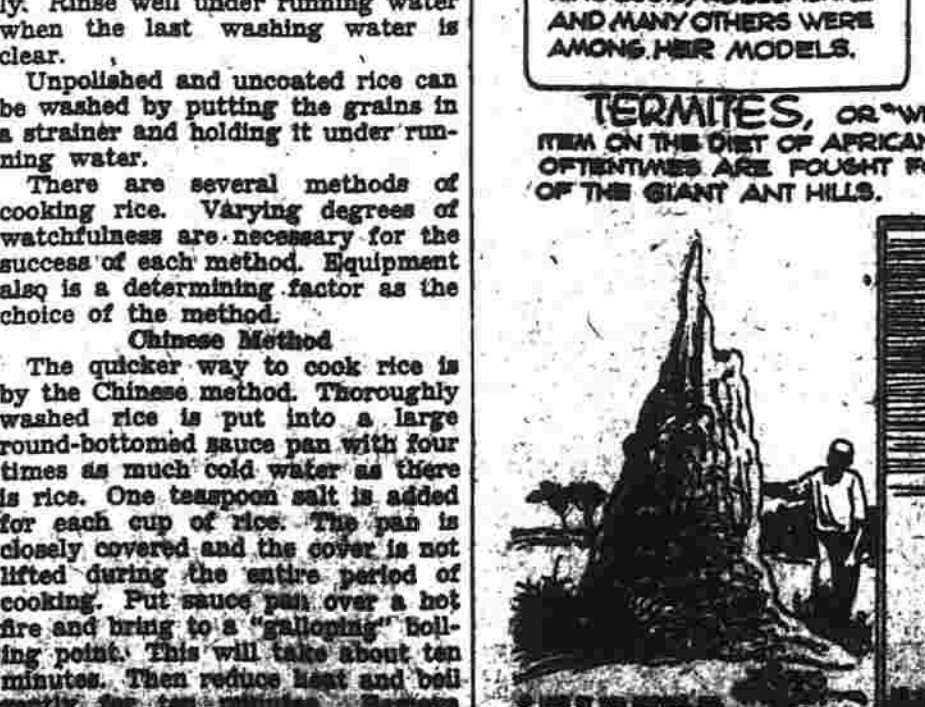 ly. Rinse well under running water
when the last washing water is
clear.
Unpolished and uncoated rice can
be washed by putting the grains in
a strainer and holding it under run-
ning water.
There are several methods of
cooking rice. Varying degrees of
watchfulness are necessary for the
success of each method. Equipment
also is a determining factor as the
choice of the method.
Chinese Method
The quicker way to cook rice is
by the Chinese method. Thoroughly
washed rice is put into a large
round-bottomed sauce pan with four
times as much cold water as there
is rice. One teaspoon salt is added
for each cup of rice. The pan is
closely covered and the cover is not
lifted during the entire period of
cooking. Put sauce pan over a hot
fire and bring to a "galloping" boil-
ing point. This will take about ten
minutes. Then reduce heat and boil
AND MANY OTHERS WERE
AMONG HER MODELS.
TERMITES, OR "W
ITEM ON THE DIET OF AFRICAN
OFTENTIMES ARE FOUGHT
OF THE GIANT ANT HILLS.